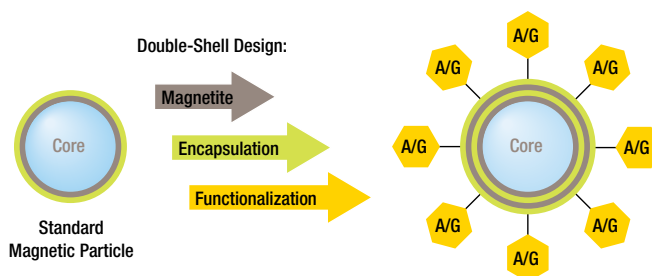 Double-Shell Design:
Core
Standard
Magnetic Particle
Magnetite
Encapsulation
Functionalization
A/G
A/G
A/G
A/G
Core
A/G
A/G
A/G
A/G